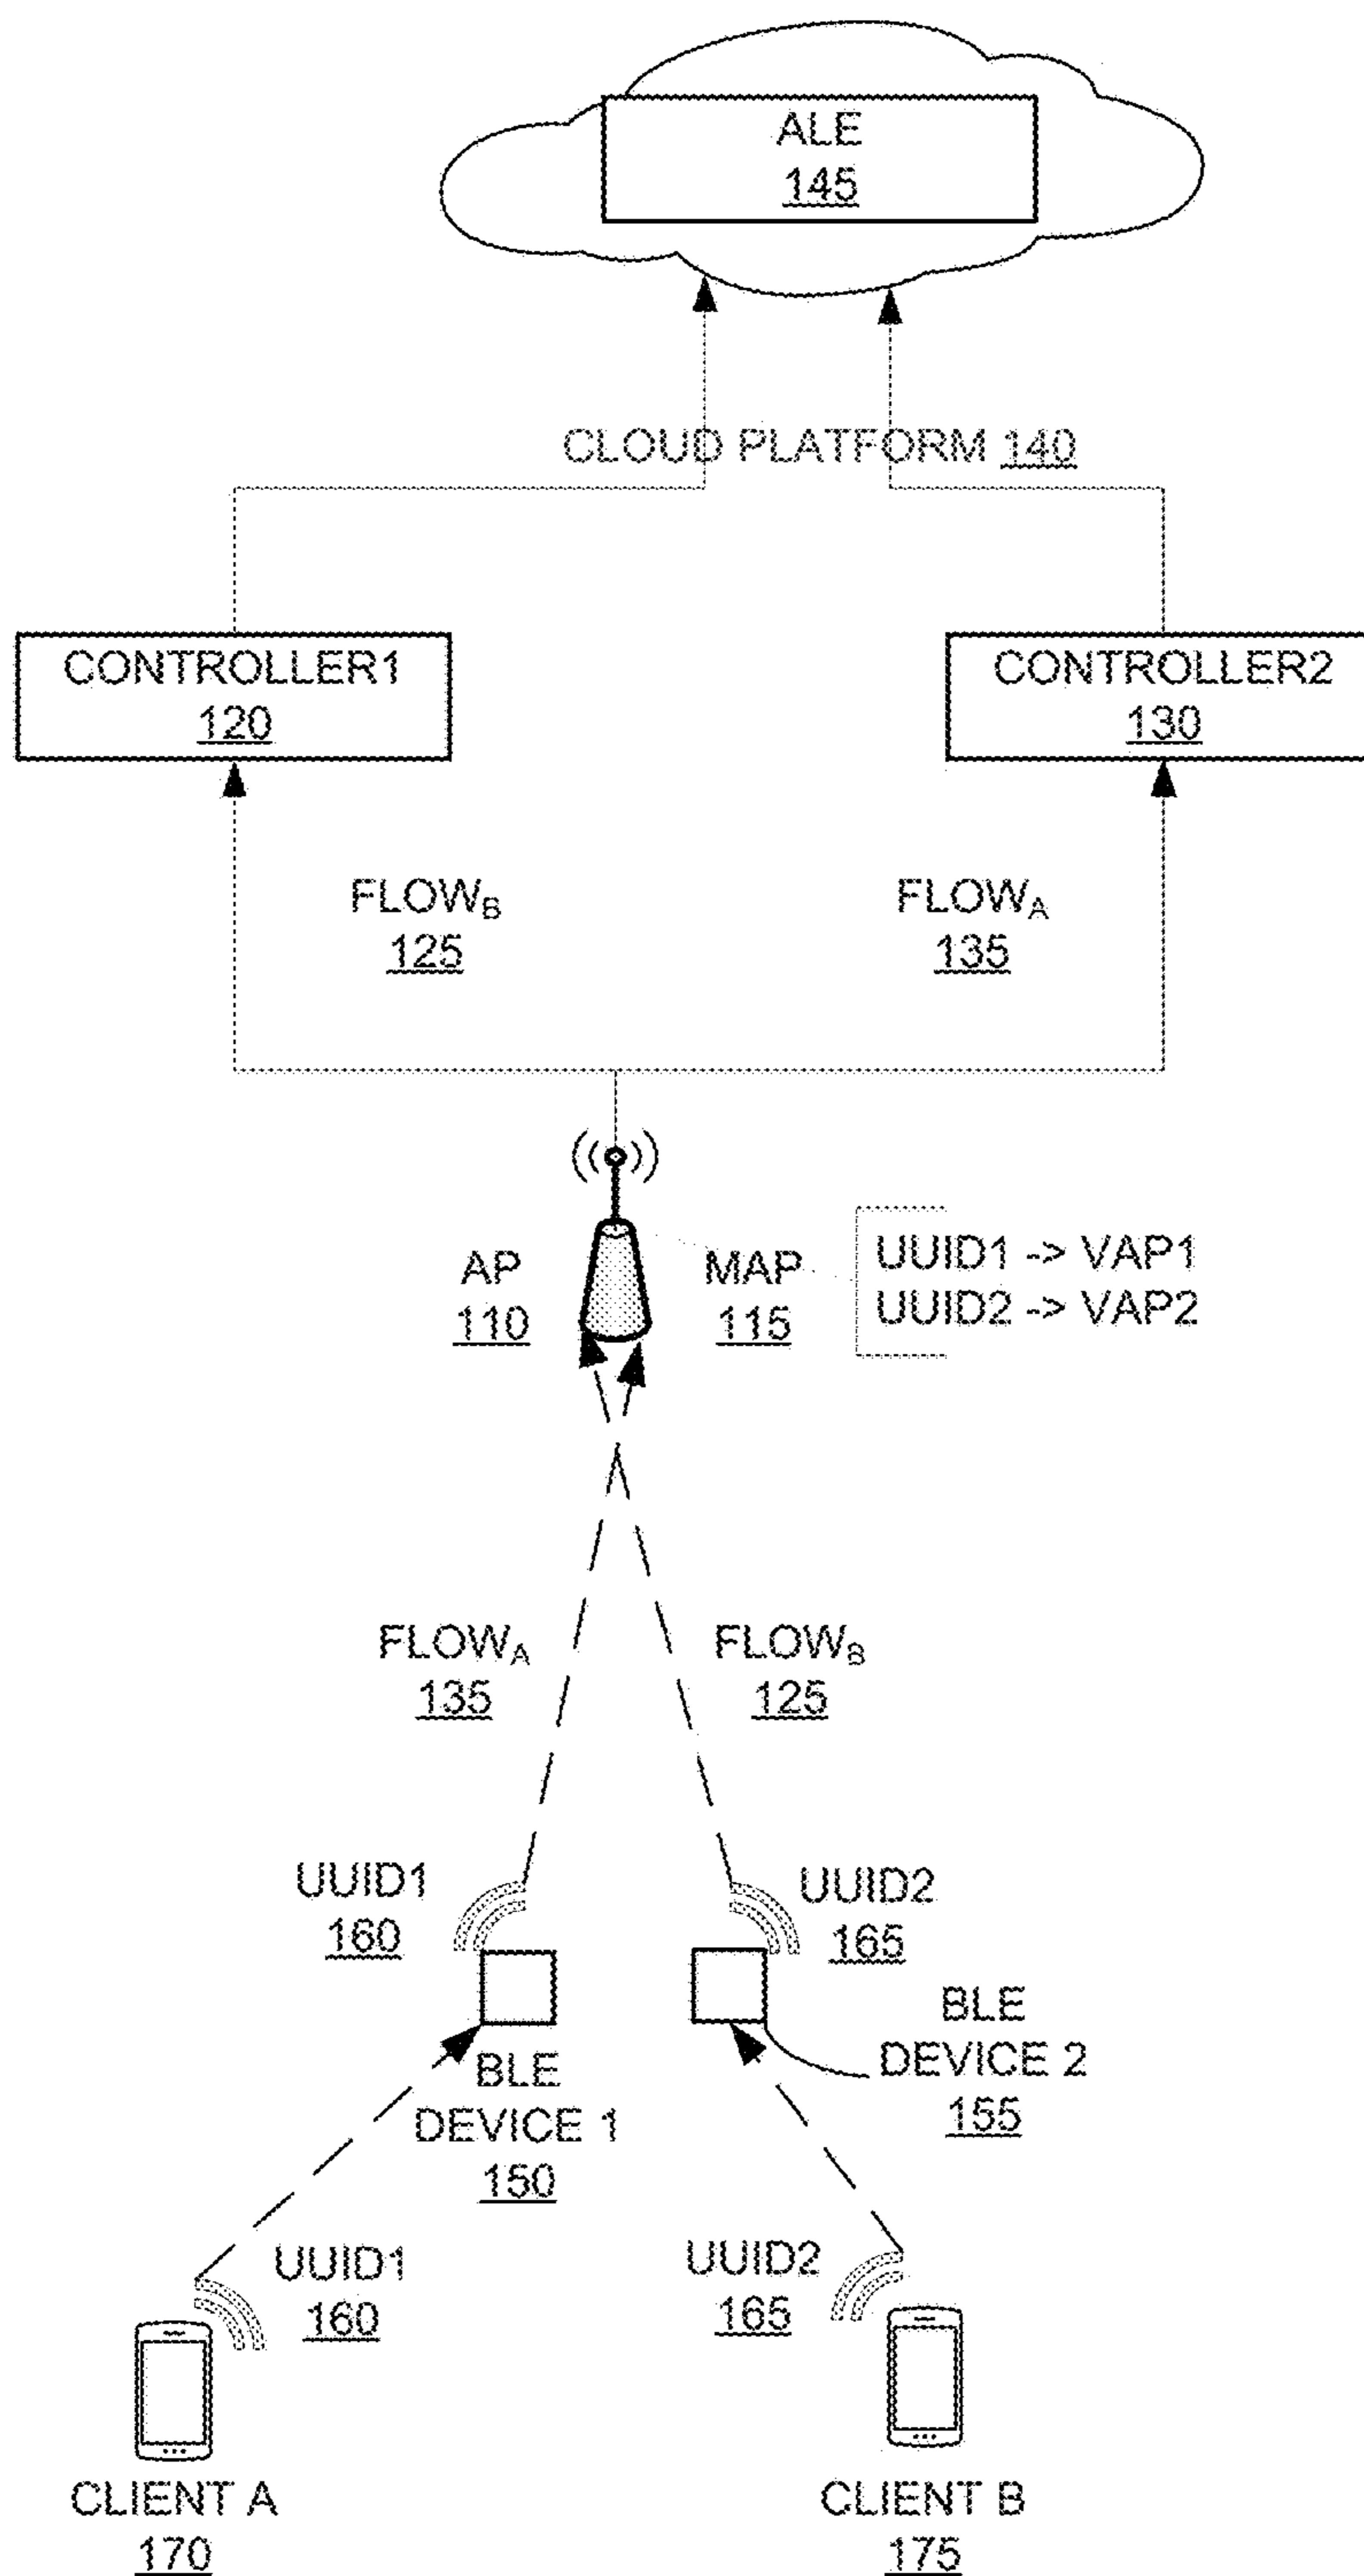 ALE
145
CLOUD PLATFORM 140
CONTROLLER1
120
CONTROLLER2
130
FLOWB
125
FLOWA
135
AP
110
MAP
115
UUID1 -> VAP1
UUID2 -> VAP2
FLOWA
135
FLOWB
125
UUID1
160
UUID2
165
BLE
DEVICE 1
150
BLE
DEVICE 2
155
UUID1
160
UUID2
165
CLIENT A
170
CLIENT B
175